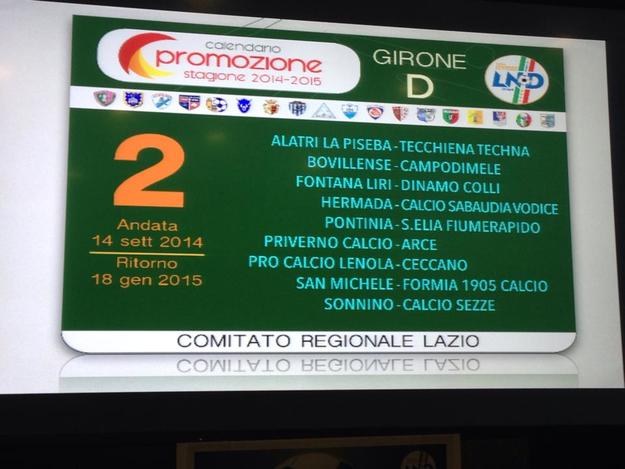 calendario
promozione
stagione 2014-2015
GIRONE
D
LND
2
Andata
14 sett 2014
Ritorno
18 gen 2015
ALATRI LA PISEBA-TECCHIENA TECHNA
BOVILLENSE-CAMPODIMELE
FONTANA LIRI-DINAMO COLLI
HERMADA-CALCIO SABAUDIA VODICE
PONTINIA-S.ELIA FIUMERAPIDO
PRIVERNO CALCIO-ARCE
PRO CALCIO LENOLA-CECCANO
SAN MICHELE-FORMIA 1905 CALCIO
SONNINO-CALCIO SEZZE
COMITATO REGIONALE LAZIO